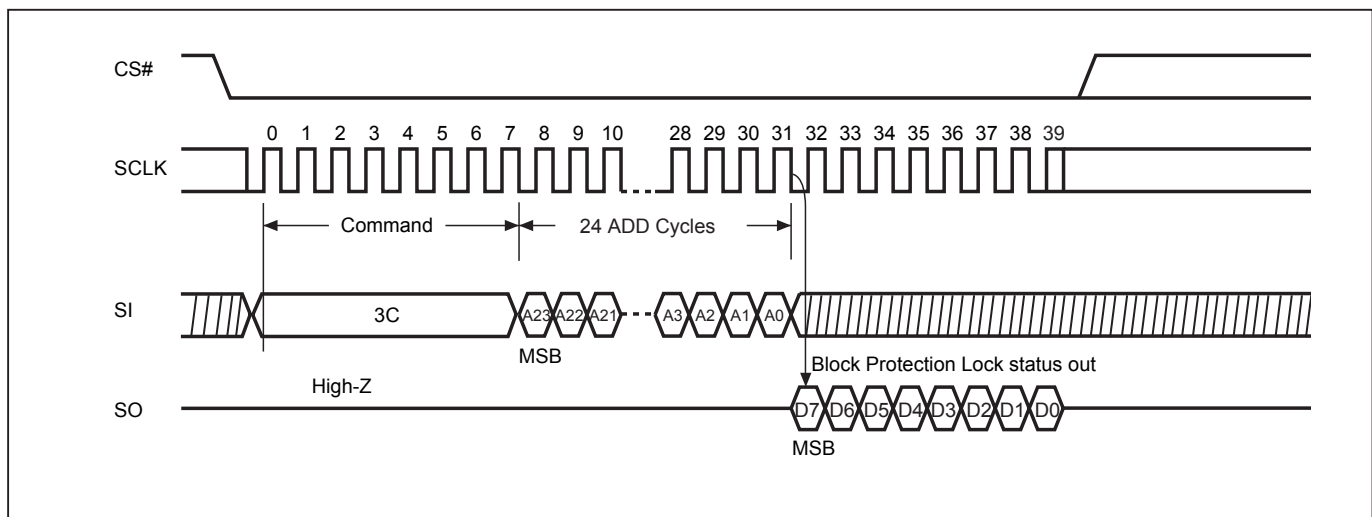 CS#
0 1 2 3 4 5 6 7 8 9 10 28 29 30 31 32 33 34 35 36 37 38 39
SCLK
Command 24 ADD Cycles
SI 3C A23 A22 A21 A3 A2 A1 A0
MSB
Block Protection Lock status out
High-Z
SO D7 D6 D5 D4 D3 D2 D1 D0
MSB